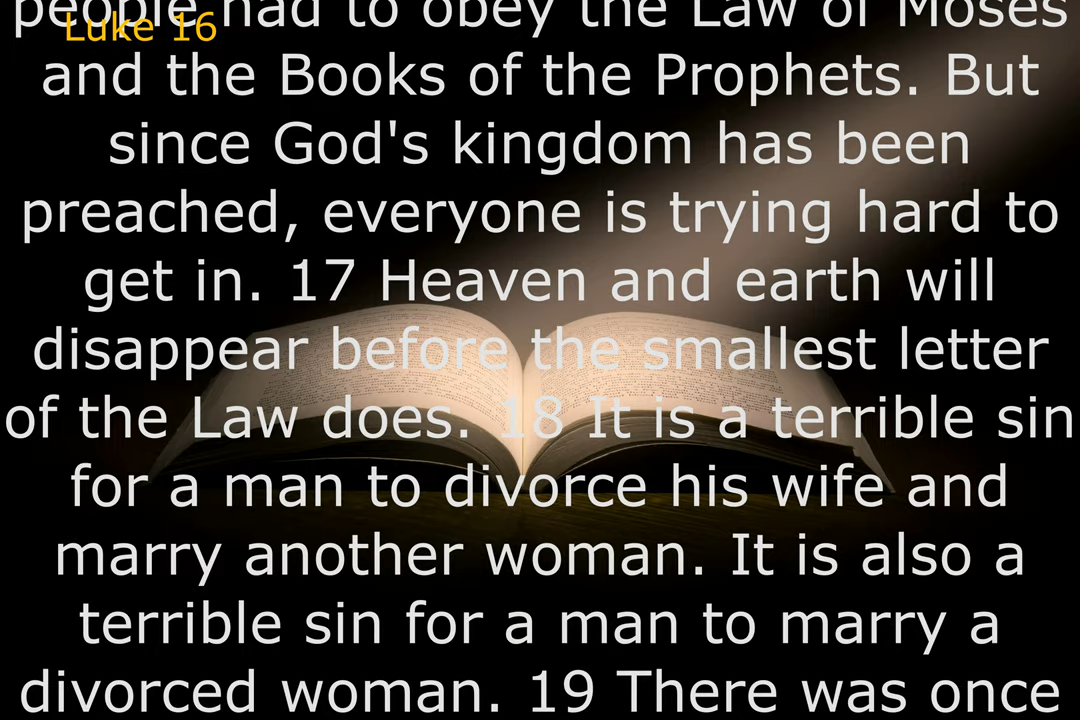 people had to obey the Law of Moses
Luke 16
and the Books of the Prophets. But
since God's kingdom has been
preached, everyone is trying hard to
get in. 17 Heaven and earth will
disappear before the smallest letter
of the Law does. 18 It is a terrible sin
for a man to divorce his wife and
marry another woman. It is also a
terrible sin for a man to marry a
divorced woman. 19 There was once